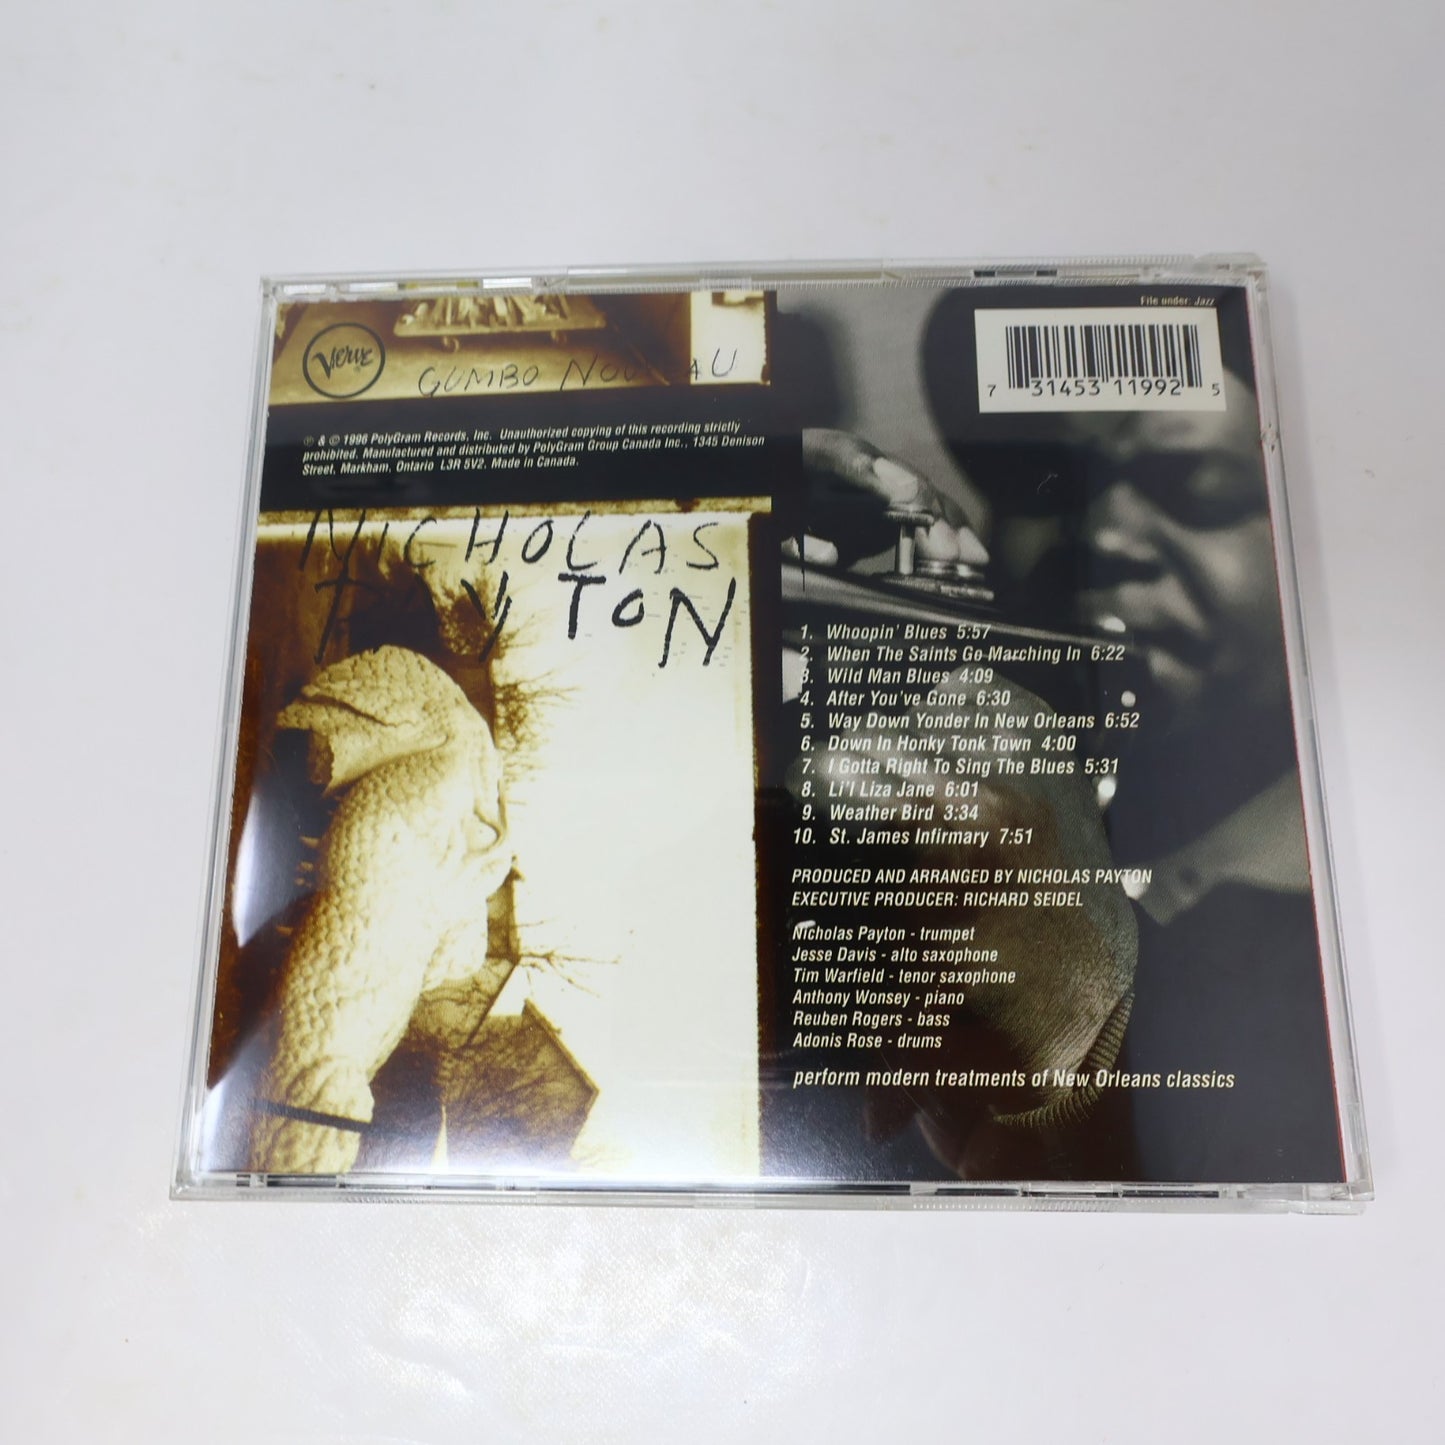 Verve
GUMBO NOUVEAU
℗ & © 1996 PolyGram Records, Inc. Unauthorized copying of this recording strictly
prohibited. Manufactured and distributed by PolyGram Group Canada Inc., 1345 Denison
Street, Markham, Ontario L3R 5V2. Made in Canada.
NICHOLAS
PAYTON
File under: Jazz
7 31453 11992 5
1. Whoopin' Blues 5:57
2. When The Saints Go Marching In 6:22
3. Wild Man Blues 4:09
4. After You've Gone 6:30
5. Way Down Yonder In New Orleans 6:52
6. Down In Honky Tonk Town 4:00
7. I Gotta Right To Sing The Blues 5:31
8. Li'l Liza Jane 6:01
9. Weather Bird 3:34
10. St. James Infirmary 7:51
PRODUCED AND ARRANGED BY NICHOLAS PAYTON
EXECUTIVE PRODUCER: RICHARD SEIDEL
Nicholas Payton - trumpet
Jesse Davis - alto saxophone
Tim Warfield - tenor saxophone
Anthony Wonsey - piano
Reuben Rogers - bass
Adonis Rose - drums
perform modern treatments of New Orleans classics